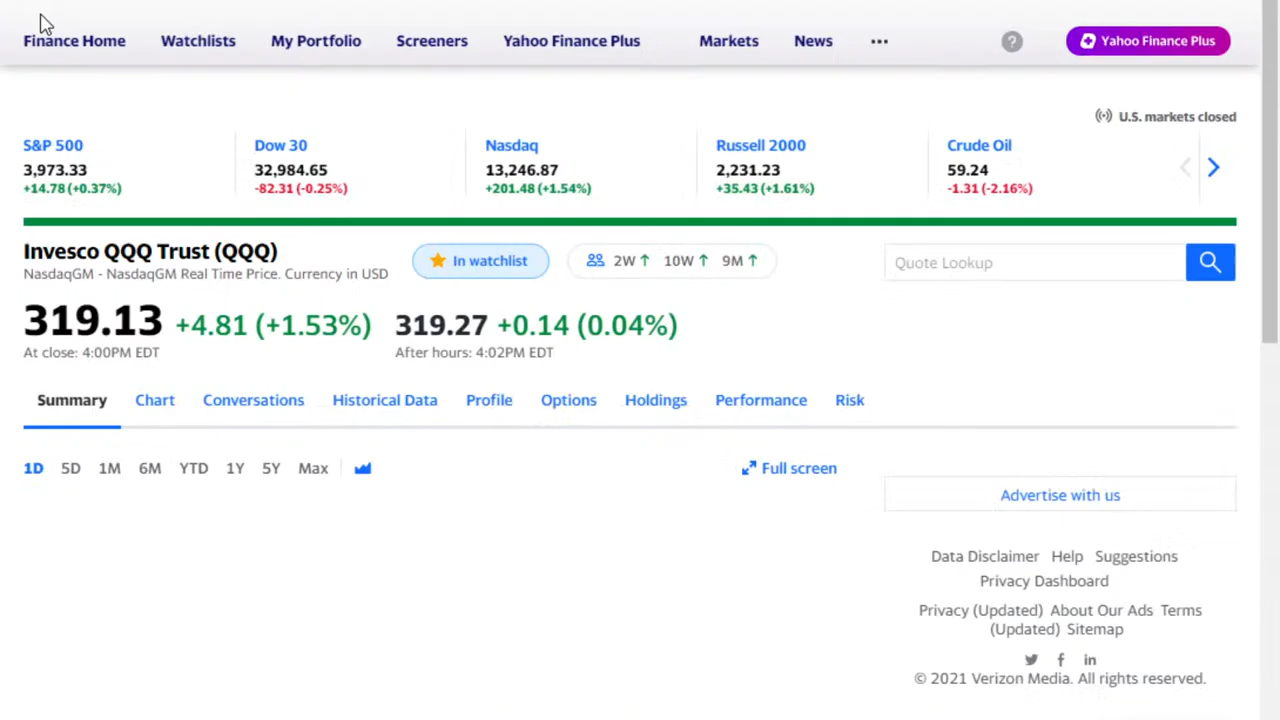 Finance Home Watchlists My Portfolio Screeners Yahoo Finance Plus Markets News ••• ? Yahoo Finance Plus
U.S. markets closed
S&P 500 Dow 30 Nasdaq Russell 2000 Crude Oil
3,973.33 32,984.65 13,246.87 2,231.23 59.24
+14.78 (+0.37%) -82.31 (-0.25%) +201.48 (+1.54%) +35.43 (+1.61%) -1.31 (-2.16%)
Invesco QQQ Trust (QQQ) In watchlist 2W↑ 10W↑ 9M↑ Quote Lookup
NasdaqGM - NasdaqGM Real Time Price. Currency in USD
319.13 +4.81 (+1.53%) 319.27 +0.14 (0.04%)
At close: 4:00PM EDT After hours: 4:02PM EDT
Summary Chart Conversations Historical Data Profile Options Holdings Performance Risk
1D 5D 1M 6M YTD 1Y 5Y Max Full screen
Advertise with us
Data Disclaimer Help Suggestions
Privacy Dashboard
Privacy (Updated) About Our Ads Terms
(Updated) Sitemap
© 2021 Verizon Media. All rights reserved.